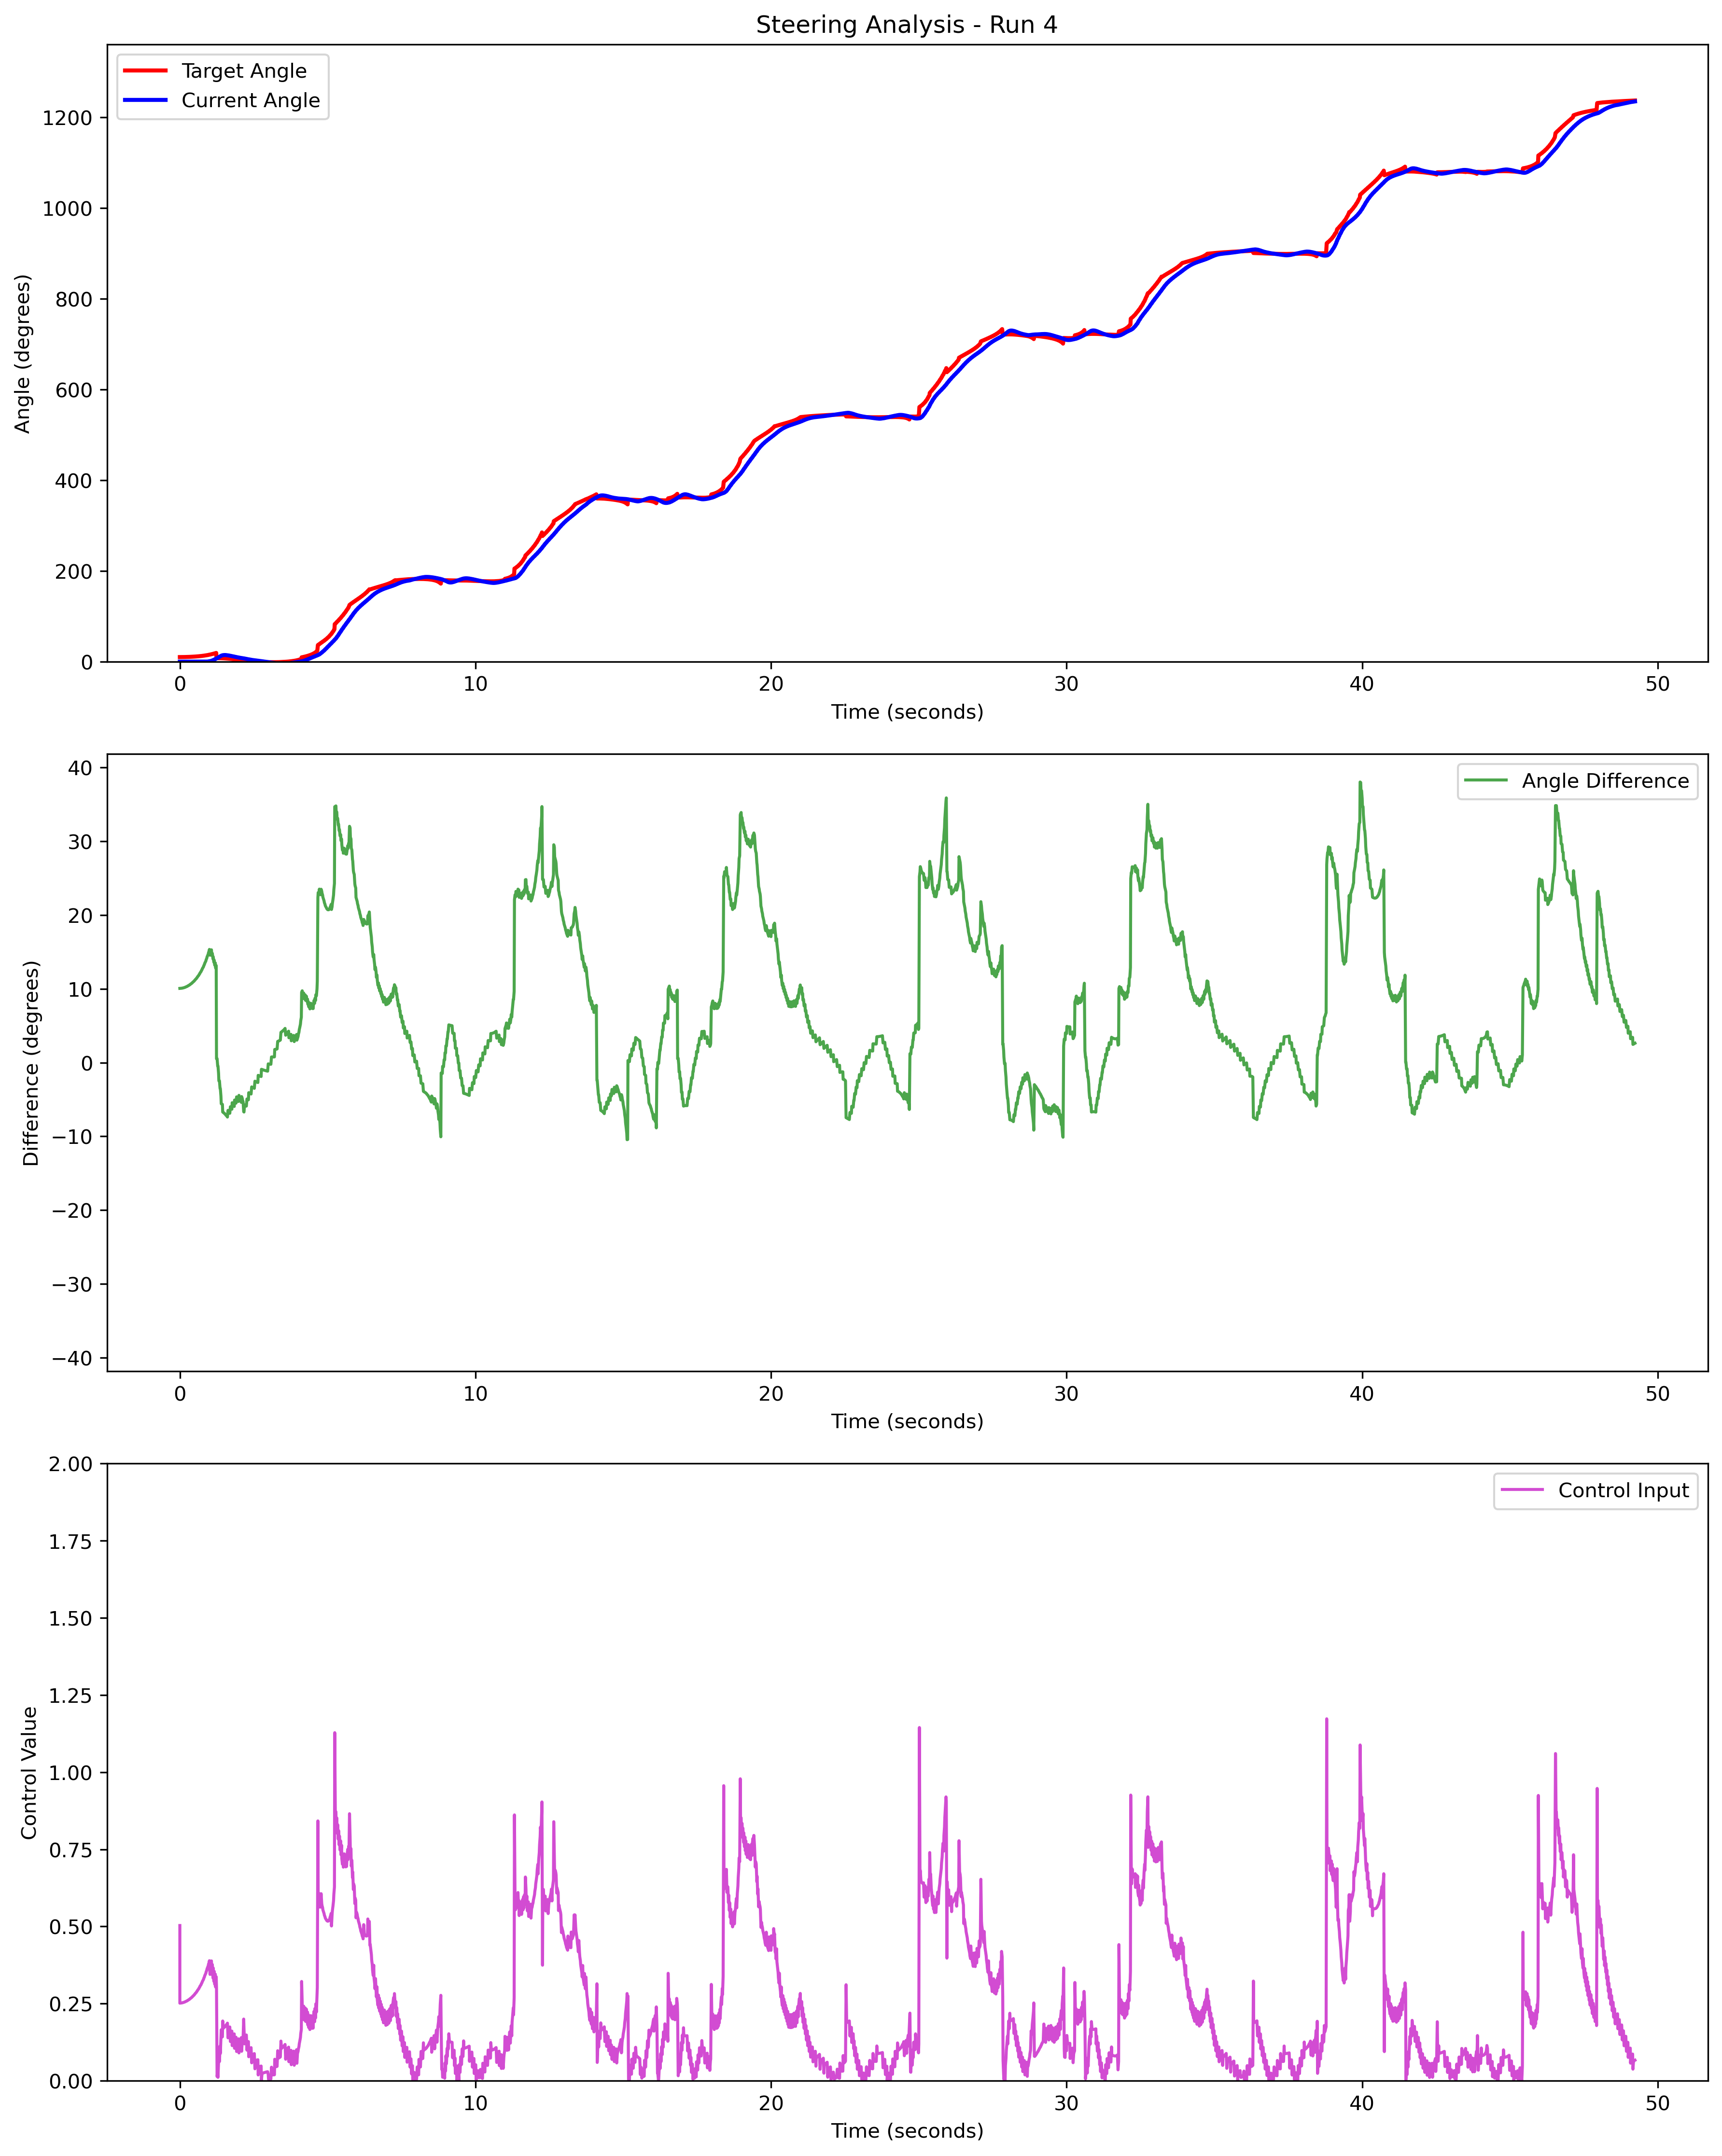 Steering Analysis - Run 4
Target Angle
Current Angle
Angle (degrees)
1200
1000
800
600
400
200
0
0 10 20 30 40 50
Time (seconds)
Angle Difference
Difference (degrees)
40
30
20
10
0
−10
−20
−30
−40
0 10 20 30 40 50
Time (seconds)
Control Input
Control Value
2.00
1.75
1.50
1.25
1.00
0.75
0.50
0.25
0.00
0 10 20 30 40 50
Time (seconds)